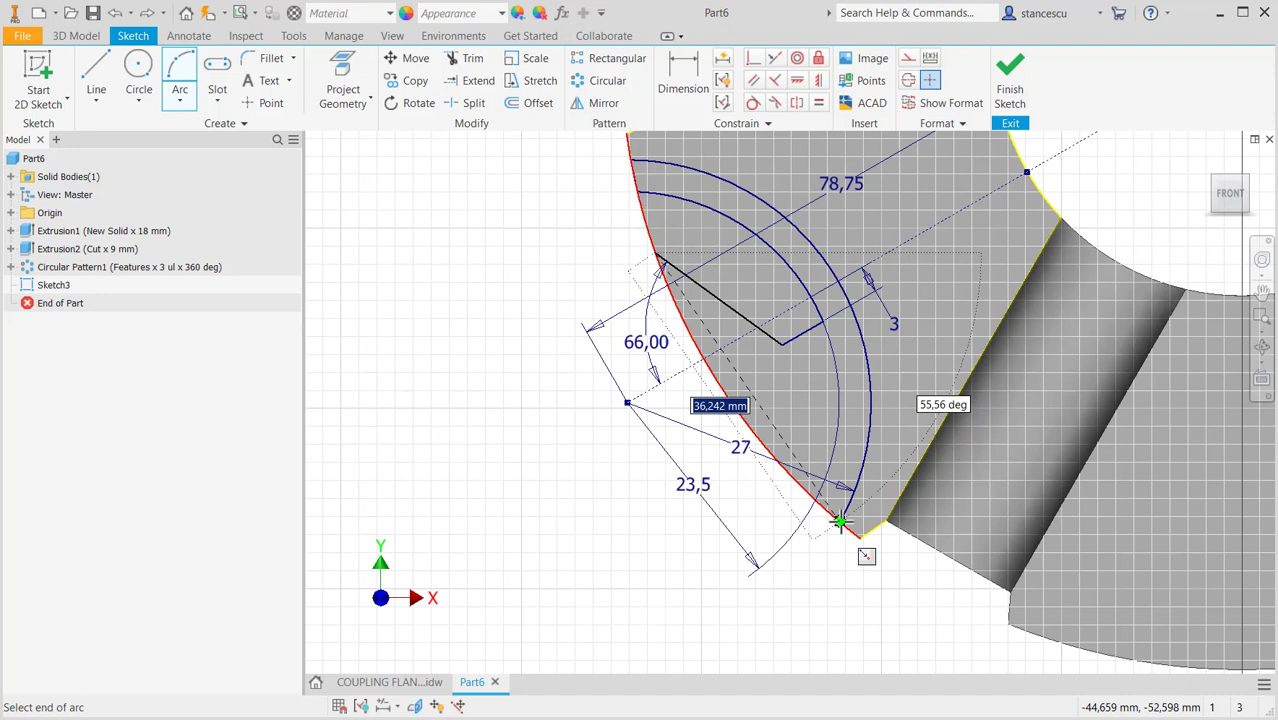 PRO
Material
Appearance
fx
Part6
Search Help & Commands...
stancescu
File
3D Model
Sketch
Annotate
Inspect
Tools
Manage
View
Environments
Get Started
Collaborate
Start
2D Sketch
Line
Circle
Arc
Plot
Fillet
Text
Point
Project
Geometry
Move
Trim
Scale
Copy
Extend
Stretch
Rotate
Split
Offset
Rectangular
Circular
Mirror
Dimension
Image
Points
ACAD
Show Format
Finish
Sketch
Sketch
Create
Modify
Pattern
Constrain
Insert
Format
Exit
Model
Part6
Solid Bodies(1)
View: Master
Origin
Extrusion1 (New Solid x 18 mm)
Extrusion2 (Cut x 9 mm)
Circular Pattern1 (Features x 3 ul x 360 deg)
Sketch3
End of Part
78,75
FRONT
3
66,00
36,242 mm
55,56 deg
27
23,5
Y
X
COUPLING FLAN...idw
Part6
Select end of arc
-44,659 mm, -52,598 mm
1
3